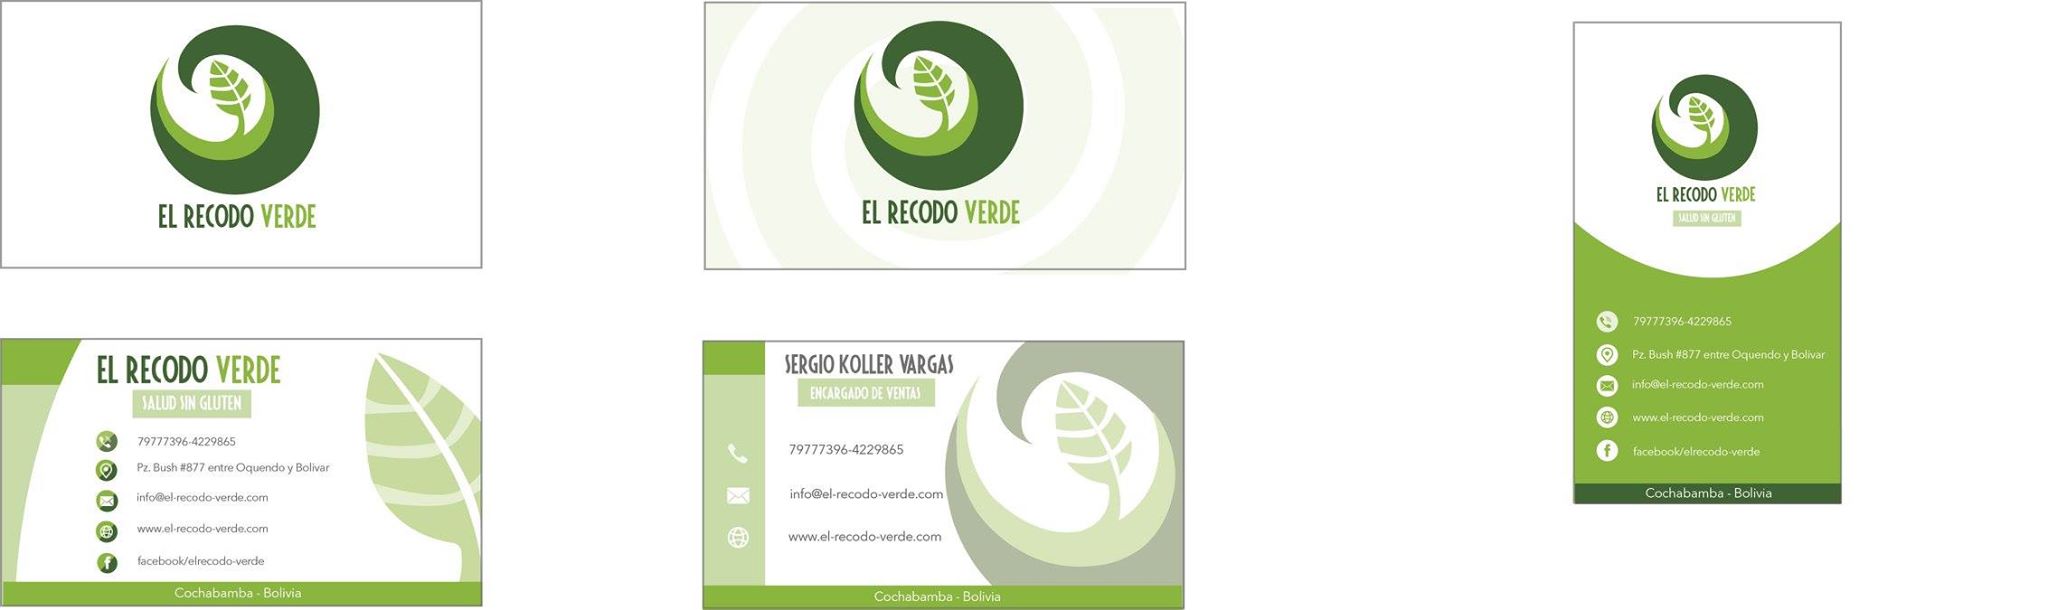 EL RECODO VERDE
EL RECODO VERDE
SALUD SIN GLUTEN
79777396-4229865
Pz. Bush #877 entre Oquendo y Bolivar
info@el-recodo-verde.com
www.el-recodo-verde.com
facebook/elrecodo-verde
Cochabamba - Bolivia
EL RECODO VERDE
SERGIO KOLLER VARGAS
ENCARGADO DE VENTAS
79777396-4229865
info@el-recodo-verde.com
www.el-recodo-verde.com
Cochabamba - Bolivia
EL RECODO VERDE
SALUD SIN GLUTEN
79777396-4229865
Pz. Bush #877 entre Oquendo y Bolivar
info@el-recodo-verde.com
www.el-recodo-verde.com
facebook/elrecodo-verde
Cochabamba - Bolivia